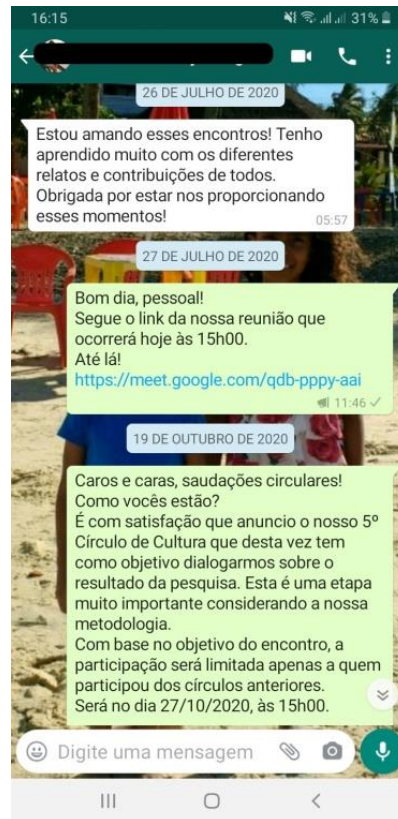 16:15
31%
26 DE JULHO DE 2020
Estou amando esses encontros! Tenho
aprendido muito com os diferentes
relatos e contribuições de todos.
Obrigada por estar nos proporcionando
esses momentos!
05:57
27 DE JULHO DE 2020
Bom dia, pessoal!
Segue o link da nossa reunião que
ocorrerá hoje às 15h00.
Até lá!
https://meet.google.com/qdb-pppy-aai
11:46
19 DE OUTUBRO DE 2020
Caros e caras, saudações circulares!
Como vocês estão?
É com satisfação que anuncio o nosso 5º
Círculo de Cultura que desta vez tem
como objetivo dialogarmos sobre o
resultado da pesquisa. Esta é uma etapa
muito importante considerando a nossa
metodologia.
Com base no objetivo do encontro, a
participação será limitada apenas a quem
participou dos círculos anteriores.
Será no dia 27/10/2020, às 15h00.
Digite uma mensagem